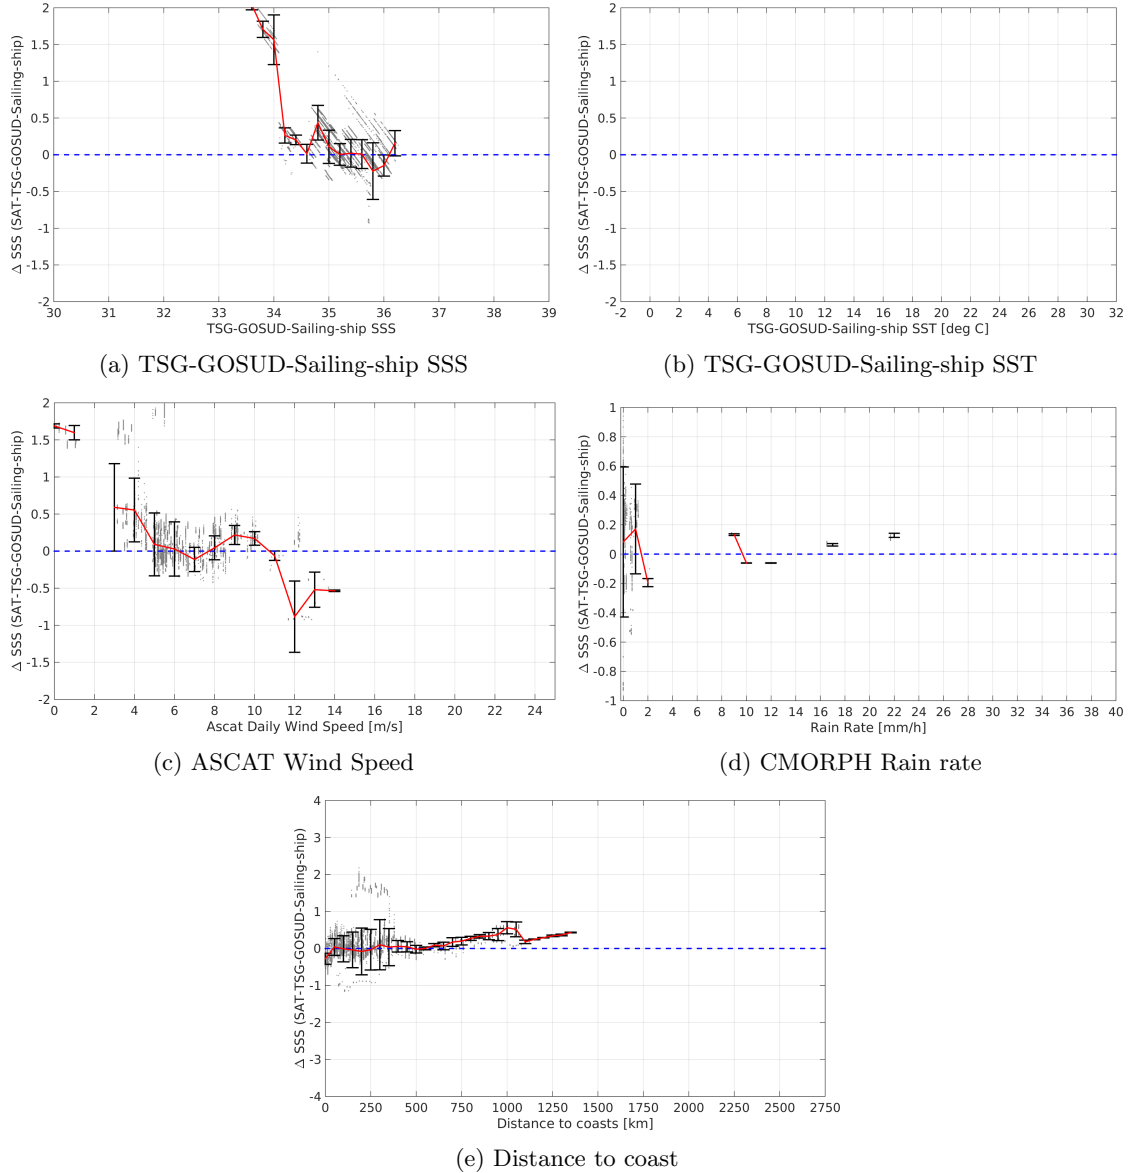 2
1.5
1
0.5
0
-0.5
-1
-1.5
-2
Δ SSS (SAT-TSG-GOSUD-Sailing-ship)
30 31 32 33 34 35 36 37 38 39
TSG-GOSUD-Sailing-ship SSS
(a) TSG-GOSUD-Sailing-ship SSS
2
1.5
1
0.5
0
-0.5
-1
-1.5
-2
Δ SSS (SAT-TSG-GOSUD-Sailing-ship)
-2 0 2 4 6 8 10 12 14 16 18 20 22 24 26 28 30 32
TSG-GOSUD-Sailing-ship SST [deg C]
(b) TSG-GOSUD-Sailing-ship SST
2
1.5
1
0.5
0
-0.5
-1
-1.5
-2
Δ SSS (SAT-TSG-GOSUD-Sailing-ship)
0 2 4 6 8 10 12 14 16 18 20 22 24
Ascat Daily Wind Speed [m/s]
(c) ASCAT Wind Speed
1
0.8
0.6
0.4
0.2
0
-0.2
-0.4
-0.6
-0.8
-1
Δ SSS (SAT-TSG-GOSUD-Sailing-ship)
0 2 4 6 8 10 12 14 16 18 20 22 24 26 28 30 32 34 36 38 40
Rain Rate [mm/h]
(d) CMORPH Rain rate
4
3
2
1
0
-1
-2
-3
-4
Δ SSS (SAT-TSG-GOSUD-Sailing-ship)
0 250 500 750 1000 1250 1500 1750 2000 2250 2500 2750
Distance to coasts [km]
(e) Distance to coast